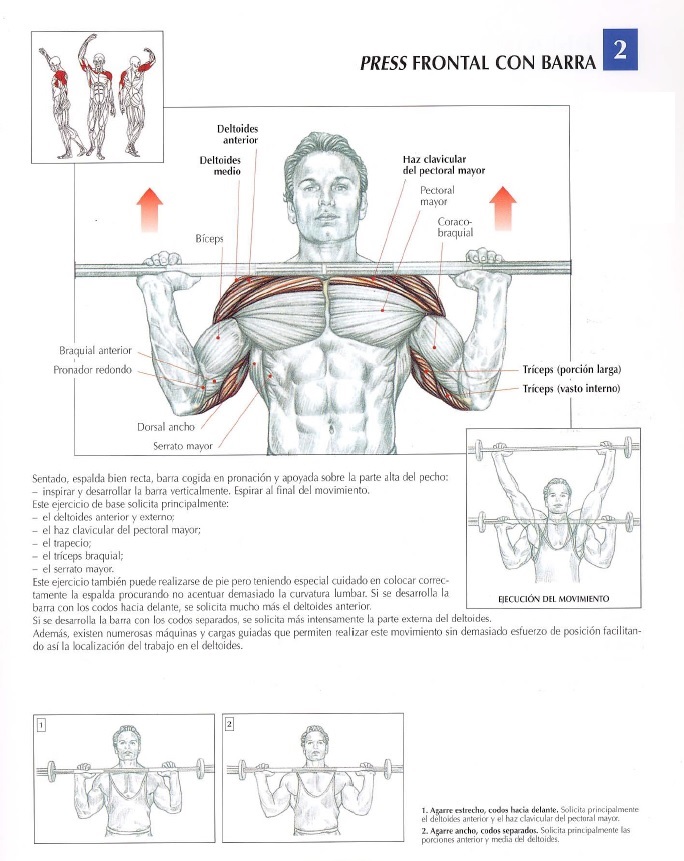 PRESS FRONTAL CON BARRA
2
Deltoides
anterior
Deltoides
medio
Haz clavicular
del pectoral mayor
Pectoral
mayor
Coraco-
braquial
Bíceps
Braquial anterior
Pronador redondo
Tríceps (porción larga)
Tríceps (vasto interno)
Dorsal ancho
Serrato mayor
Sentado, espalda bien recta, barra cogida en pronación y apoyada sobre la parte alta del pecho:
– inspirar y desarrollar la barra verticalmente. Espirar al final del movimiento.
Este ejercicio de base solicita principalmente:
– el deltoides anterior y externo;
– el haz clavicular del pectoral mayor;
– el trapecio;
– el tríceps braquial;
– el serrato mayor.
Este ejercicio también puede realizarse de pie pero teniendo especial cuidado en colocar correc-
tamente la espalda procurando no acentuar demasiado la curvatura lumbar. Si se desarrolla la
barra con los codos hacia delante, se solicita mucho más el deltoides anterior.
Si se desarrolla la barra con los codos separados, se solicita más intensamente la parte externa del deltoides.
Además, existen numerosas máquinas y cargas guiadas que permiten realizar este movimiento sin demasiado esfuerzo de posición facilitan-
do así la localización del trabajo en el deltoides.
EJECUCIÓN DEL MOVIMIENTO
1
2
1. Agarre estrecho, codos hacia delante. Solicita principalmente
el deltoides anterior y el haz clavicular del pectoral mayor.
2. Agarre ancho, codos separados. Solicita principalmente las
porciones anterior y media del deltoides.